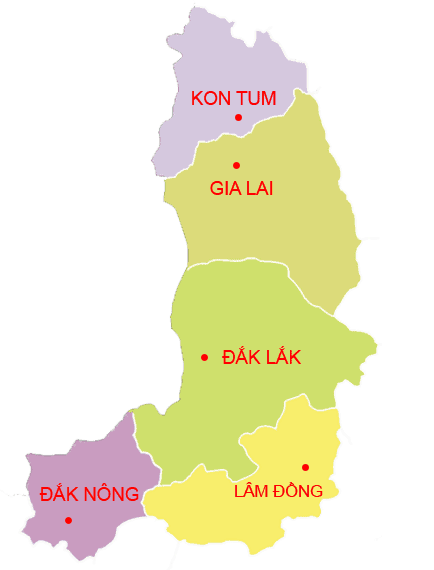 KON TUM
GIA LAI
ĐẮK LẮK
ĐẮK NÔNG
LÂM ĐỒNG